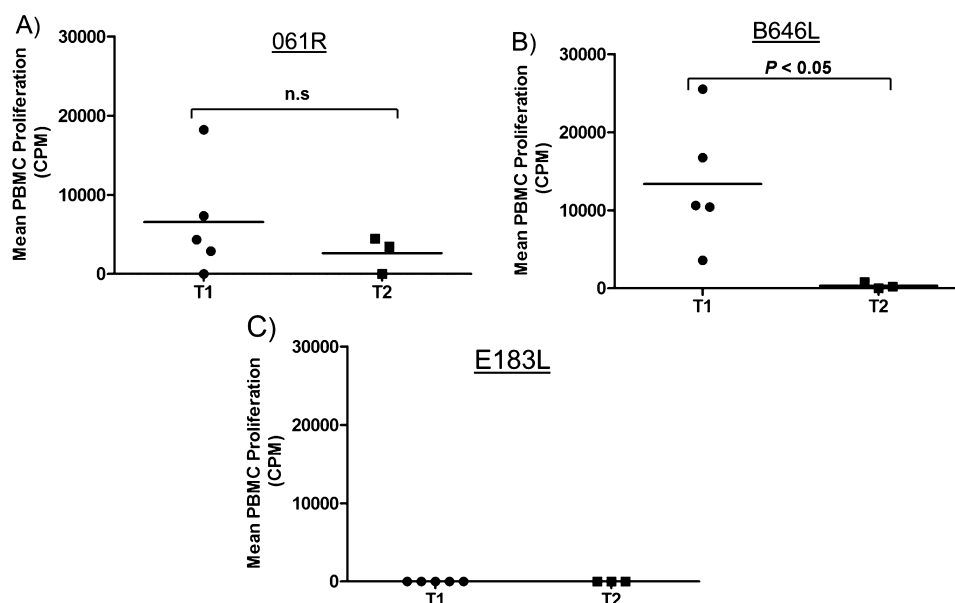 A)
061R
Mean PBMC Proliferation
(CPM)
30000
20000
10000
0
n.s
T1
T2
B)
B646L
Mean PBMC Proliferation
(CPM)
30000
20000
10000
0
P < 0.05
T1
T2
C)
E183L
Mean PBMC Proliferation
(CPM)
30000
20000
10000
0
T1
T2